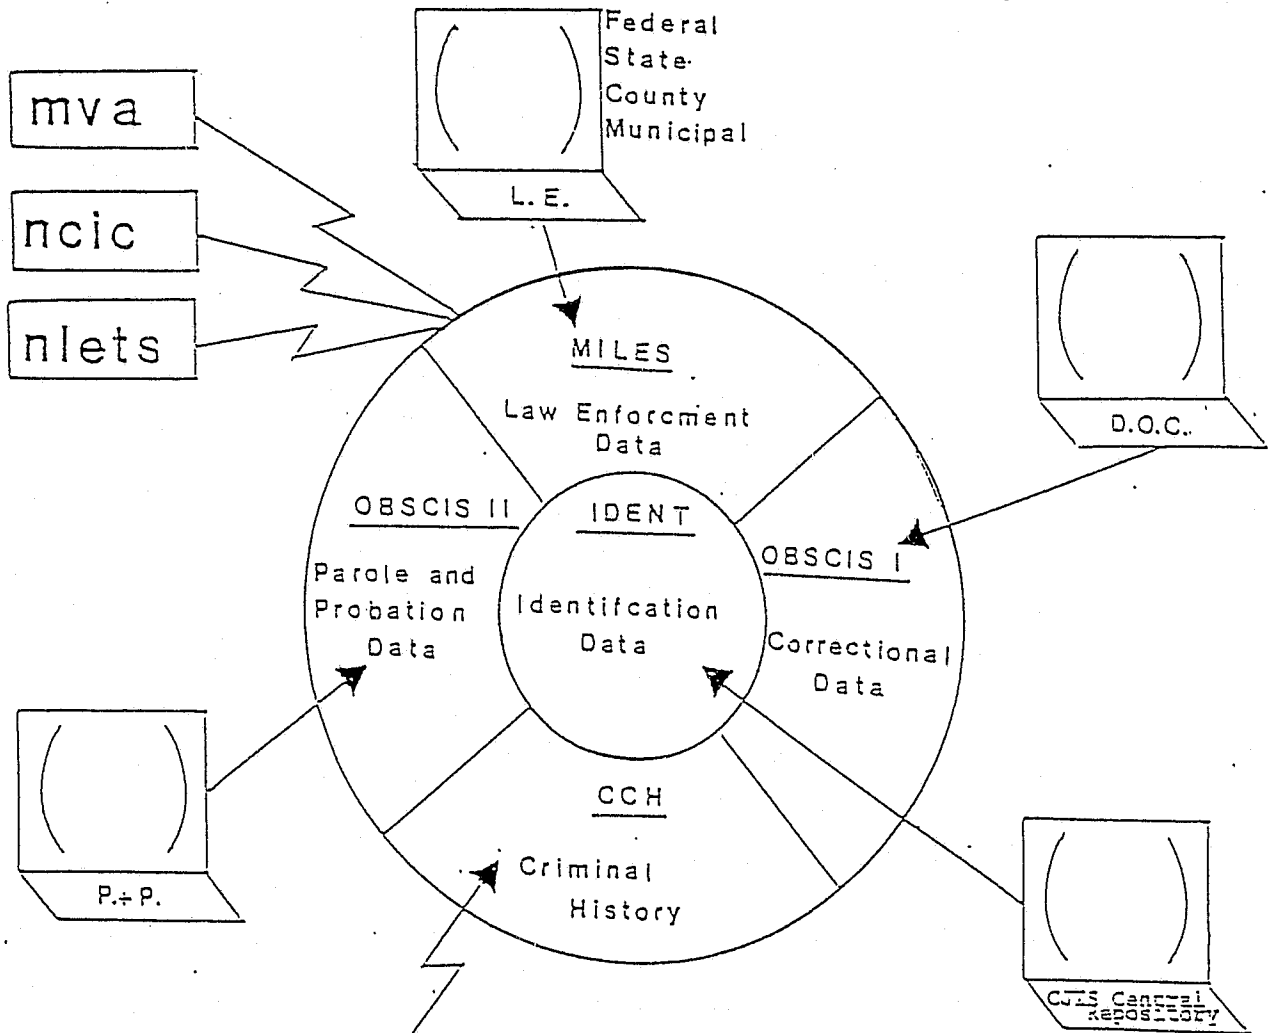 Federal
State
County
Municipal
mva
L. E.
ncic
nlets
MILES
Law Enforcment
Data
D.O.C.
OBSCIS II
IDENT
OBSCIS I
Parole and
Probation
Data
Identifcation
Data
Correctional
Data
CCH
Criminal
History
P.+P.
CJIS Central
Repository